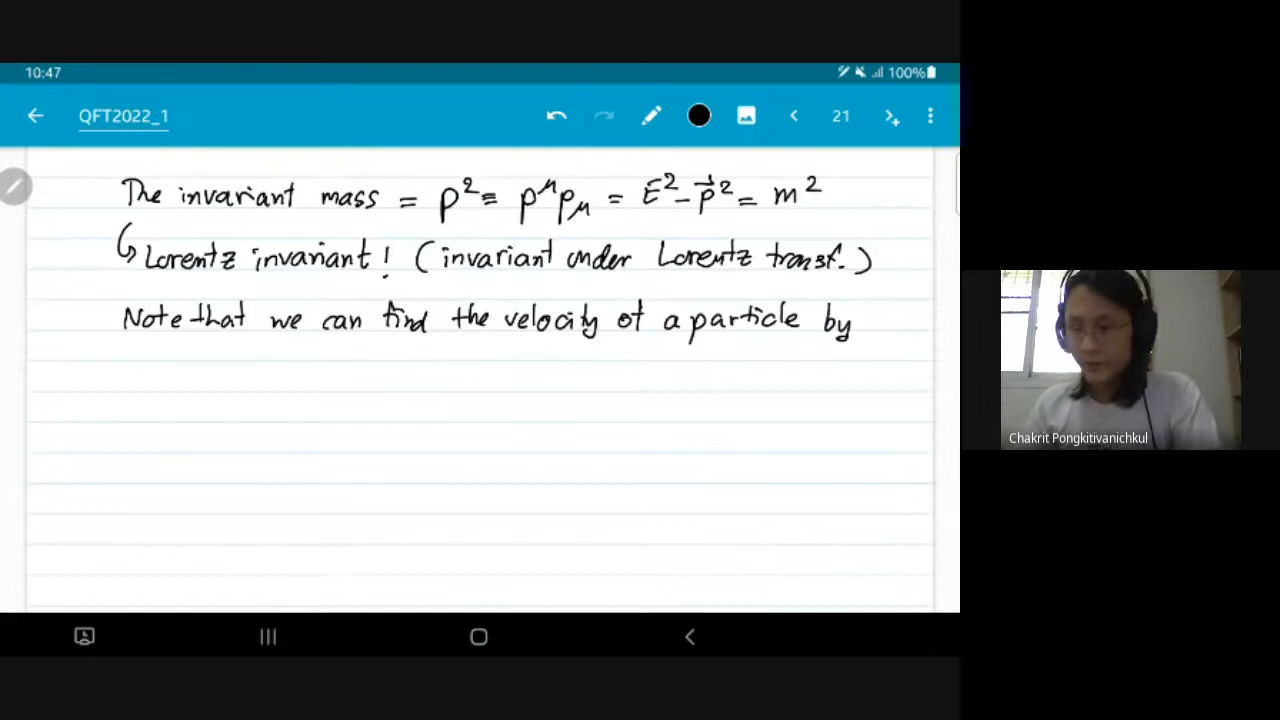 10:47
100%
QFT2022_1
21
The invariant mass = p² ≡ p^μ p_μ = E² - p⃗² = m²
↳ Lorentz invariant! (invariant under Lorentz transf.)
Note that we can find the velocity of a particle by
Chakrit Pongkitivanichkul